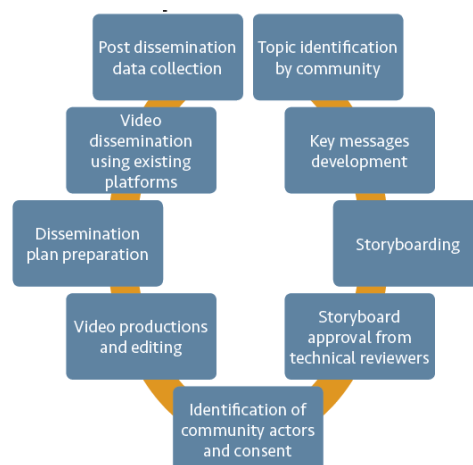 Topic identification
by community
Key messages
development
Storyboarding
Storyboard
approval from
technical reviewers
Identification of
community actors
and consent
Video productions
and editing
Dissemination
plan preparation
Video
dissemination
using existing
platforms
Post dissemination
data collection